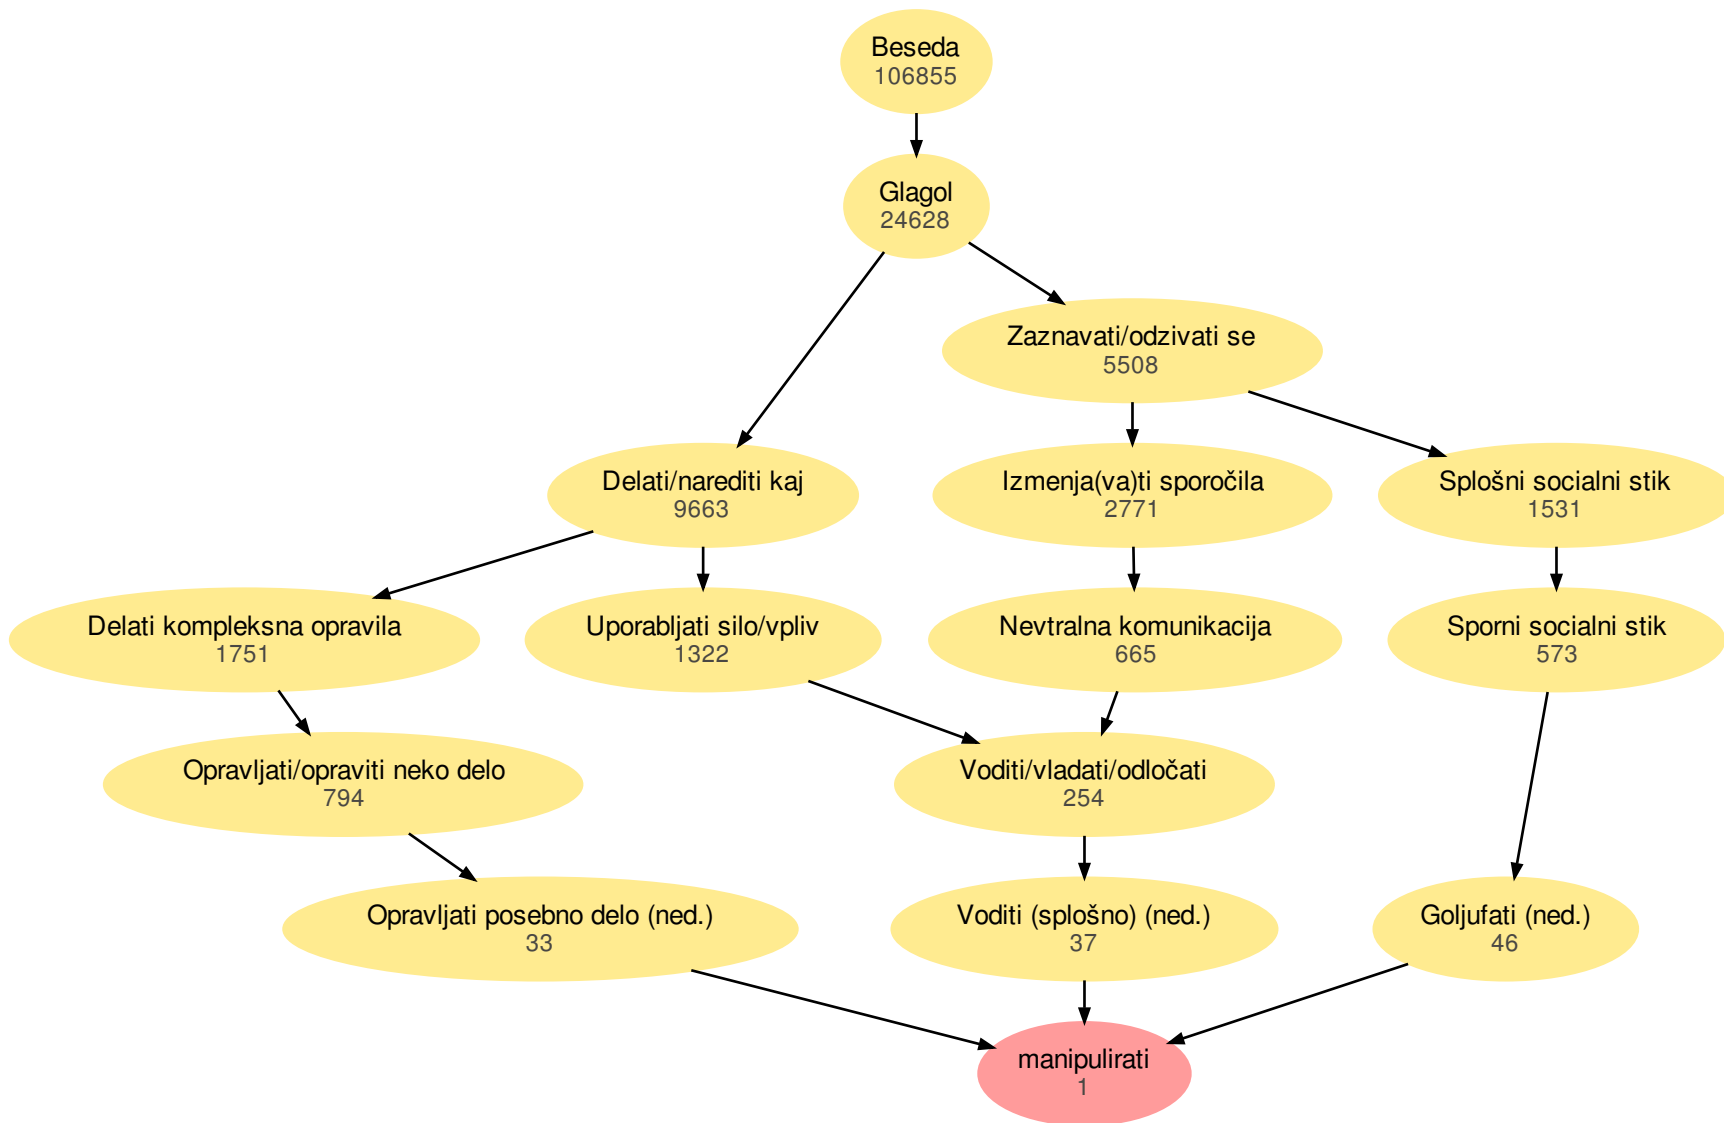 Beseda
106855
Glagol
24628
Zaznavati/odzivati se
5508
Delati/narediti kaj
9663
Izmenja(va)ti sporočila
2771
Splošni socialni stik
1531
Delati kompleksna opravila
1751
Uporabljati silo/vpliv
1322
Nevtralna komunikacija
665
Sporni socialni stik
573
Opravljati/opraviti neko delo
794
Voditi/vladati/odločati
254
Opravljati posebno delo (ned.)
33
Voditi (splošno) (ned.)
37
Goljufati (ned.)
46
manipulirati
1